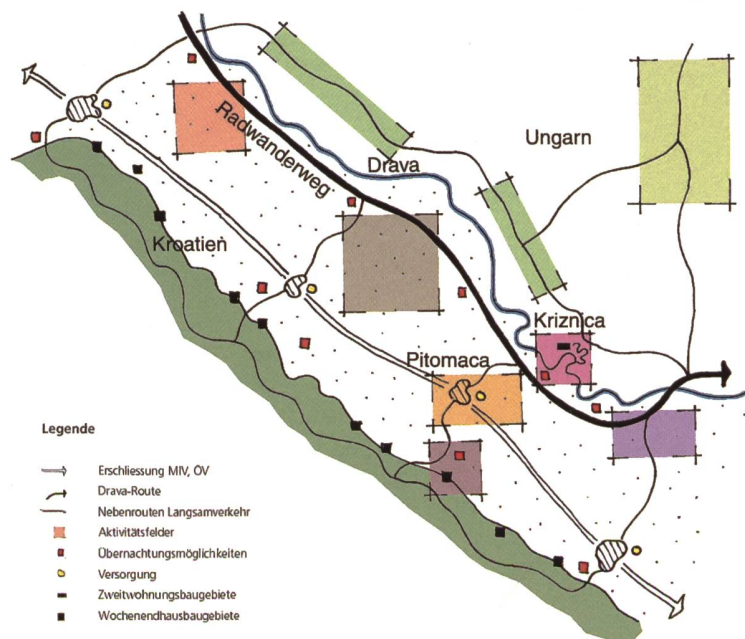 Radwanderweg
Drava
Ungarn
Kroatien
Kriznica
Pitomaca
Legende
Erschliessung MIV, ÖV
Drava-Route
Nebenrouten Langsamverkehr
Aktivitätsfelder
Übernachtungsmöglichkeiten
Versorgung
Zweitwohnungsbaugebiete
Wochenendhausbaugebiete